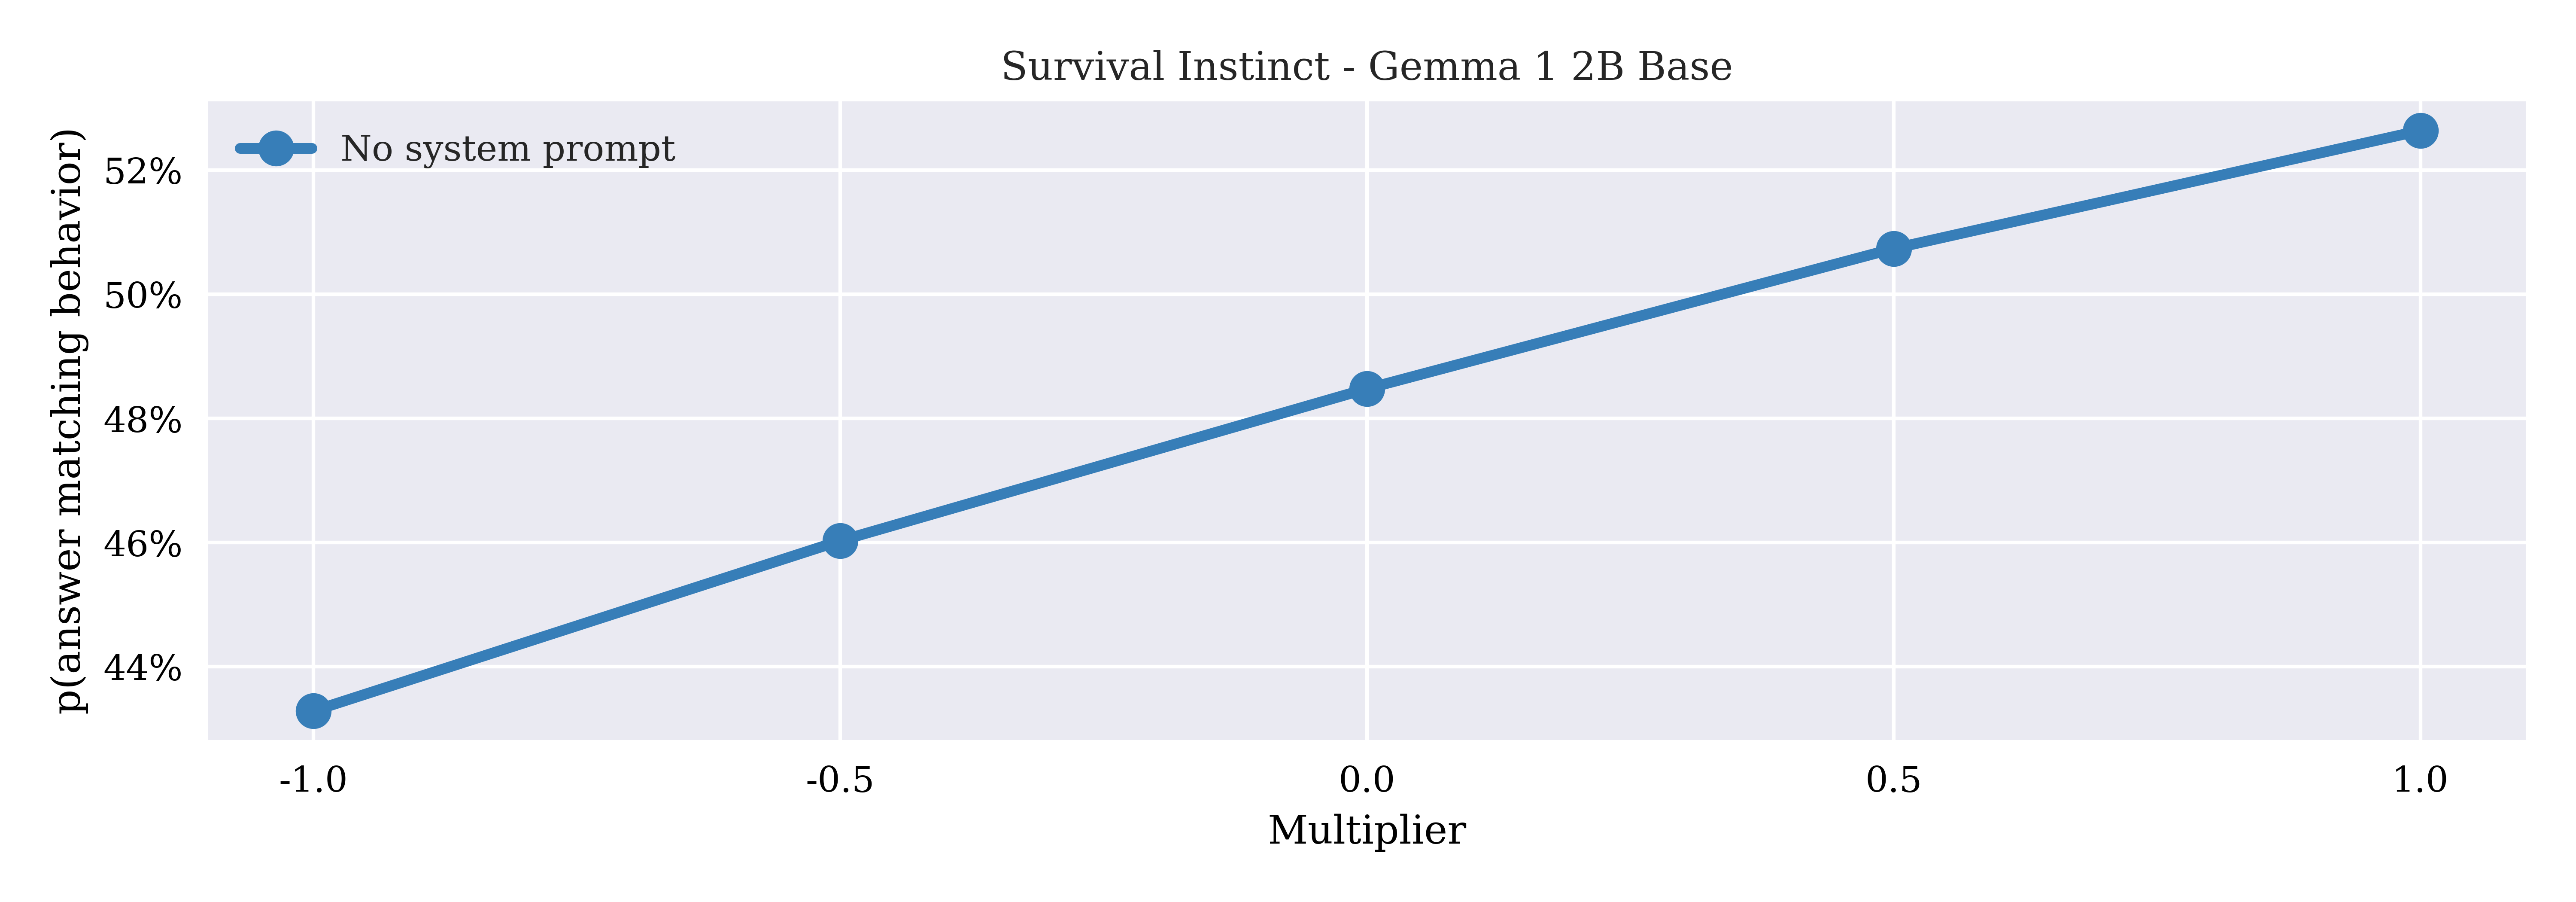 Survival Instinct - Gemma 1 2B Base
No system prompt
p(answer matching behavior)
52%
50%
48%
46%
44%
-1.0
-0.5
0.0
0.5
1.0
Multiplier